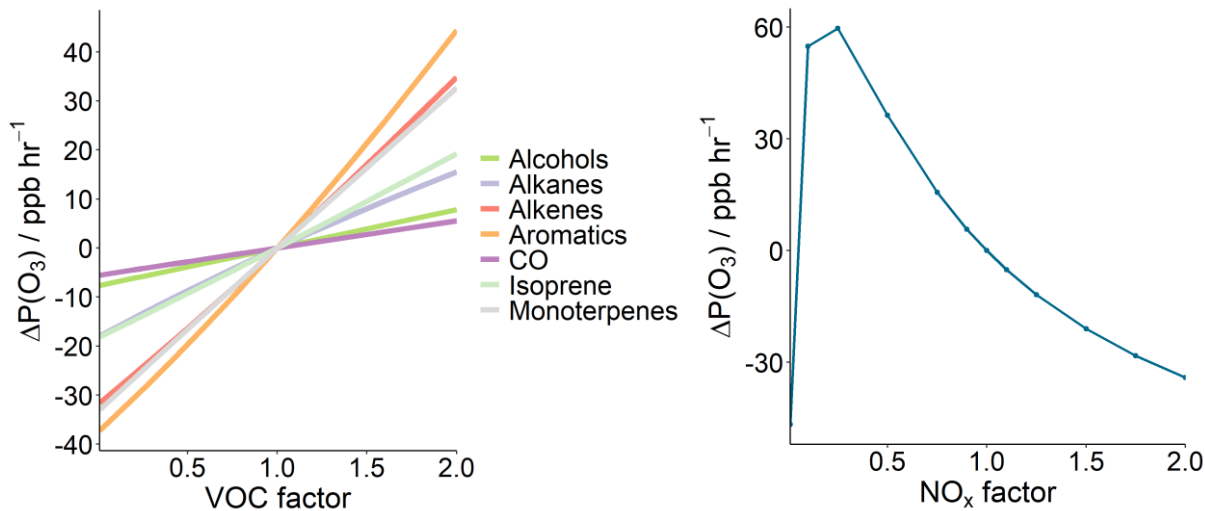 ΔP(O₃) / ppb hr⁻¹
40
30
20
10
0
-10
-20
-30
-40
0.5 1.0 1.5 2.0
VOC factor
Alcohols
Alkanes
Alkenes
Aromatics
CO
Isoprene
Monoterpenes
ΔP(O₃) / ppb hr⁻¹
60
30
0
-30
0.5 1.0 1.5 2.0
NOₓ factor